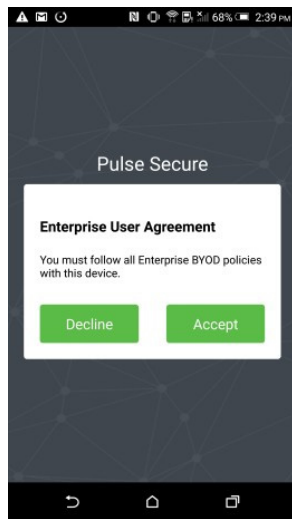 68% 2:39 PM
Pulse Secure
Enterprise User Agreement
You must follow all Enterprise BYOD policies
with this device.
Decline Accept